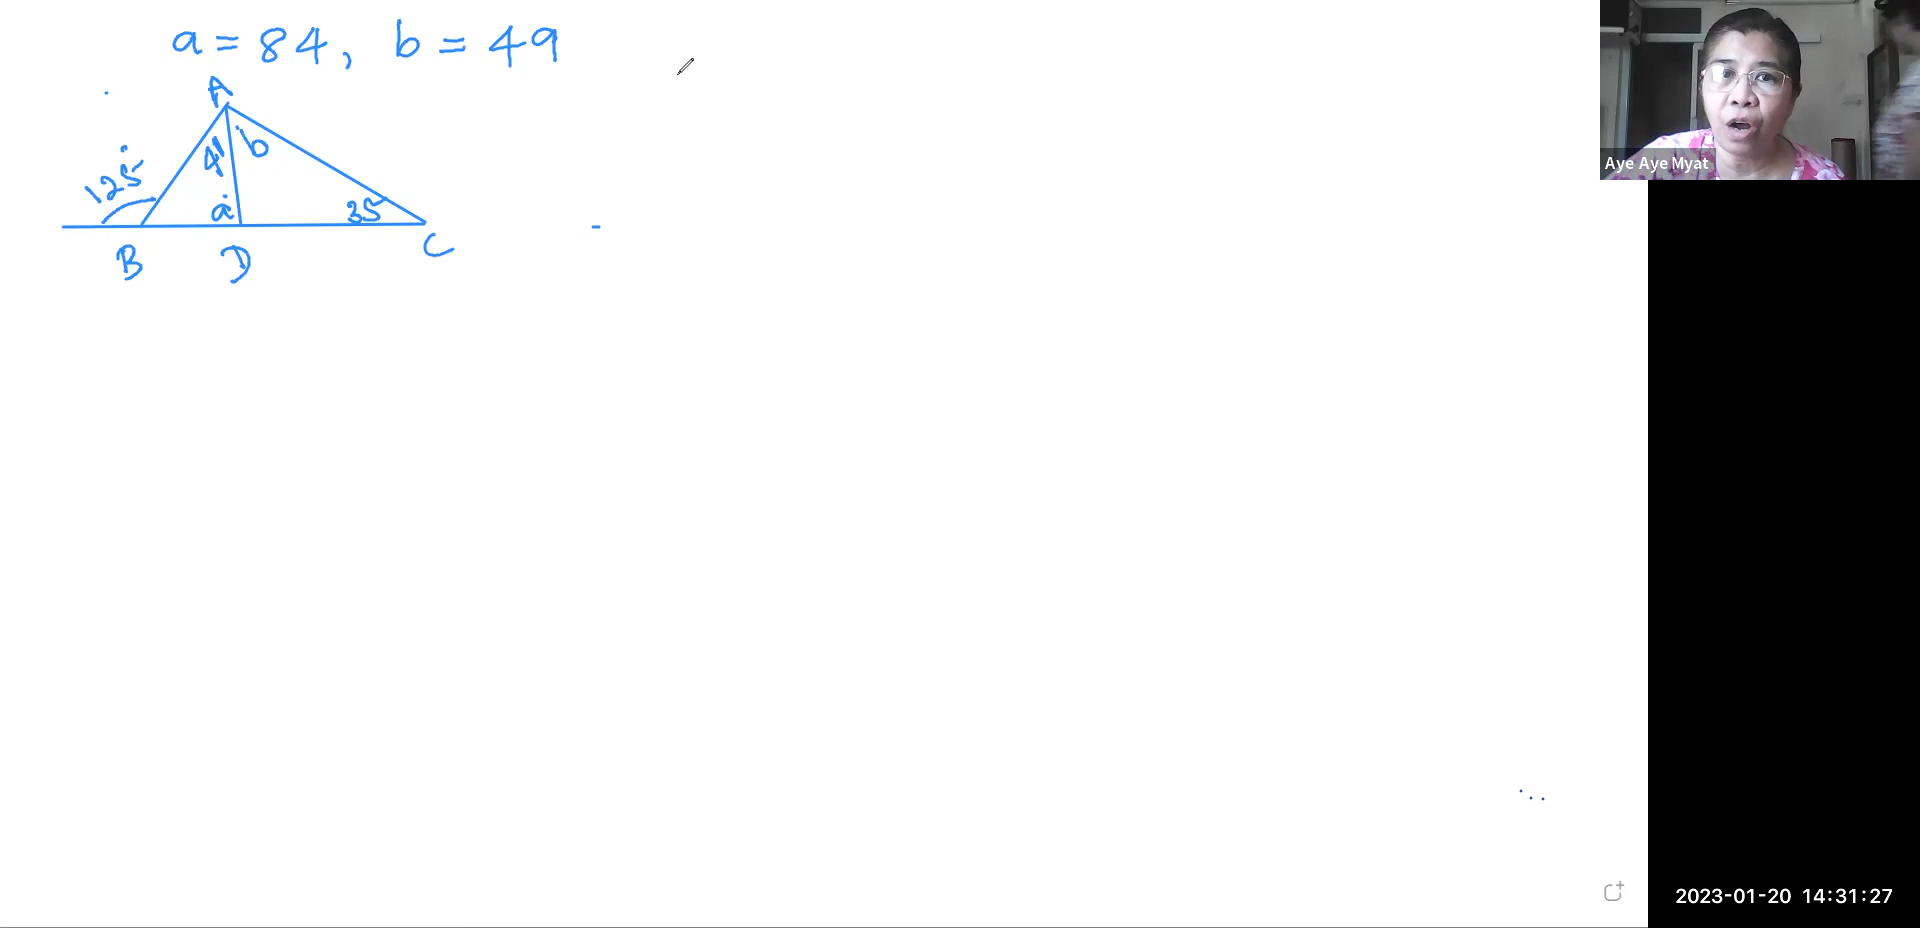 a = 84, b = 49
A
125°
41
b
a°
35
B
D
C
Aye Aye Myat
2023-01-20 14:31:27